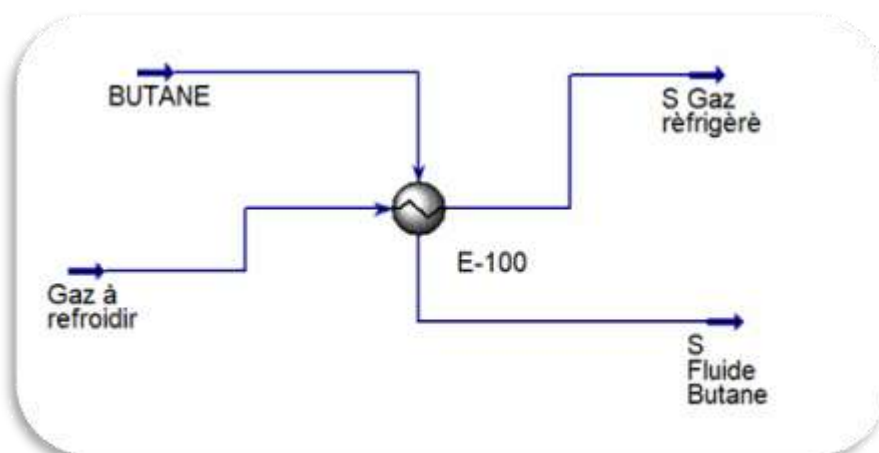 BUTANE
S Gaz
rèfrigèrè
E-100
Gaz à
refroidir
S
Fluide
Butane